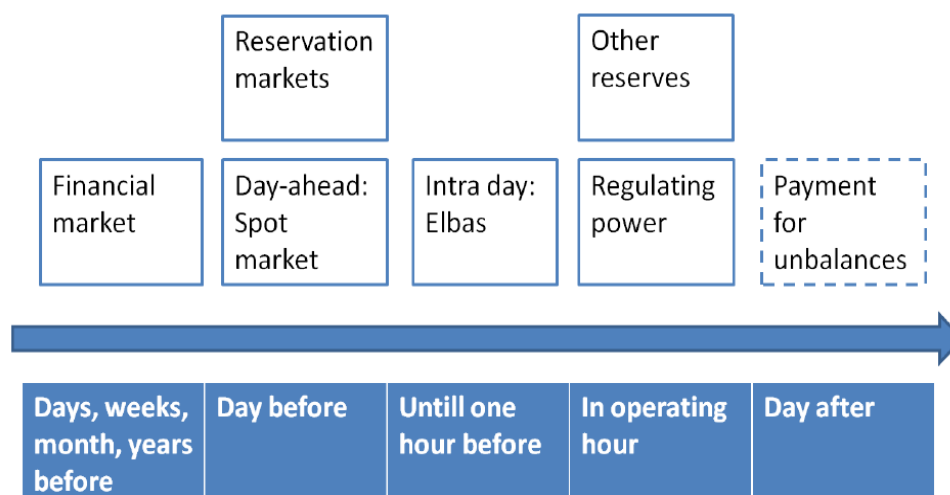 Reservation
markets
Other
reserves
Financial
market
Day-ahead:
Spot
market
Intra day:
Elbas
Regulating
power
Payment
for
unbalances
Days, weeks,
month, years
before
Day before
Untill one
hour before
In operating
hour
Day after